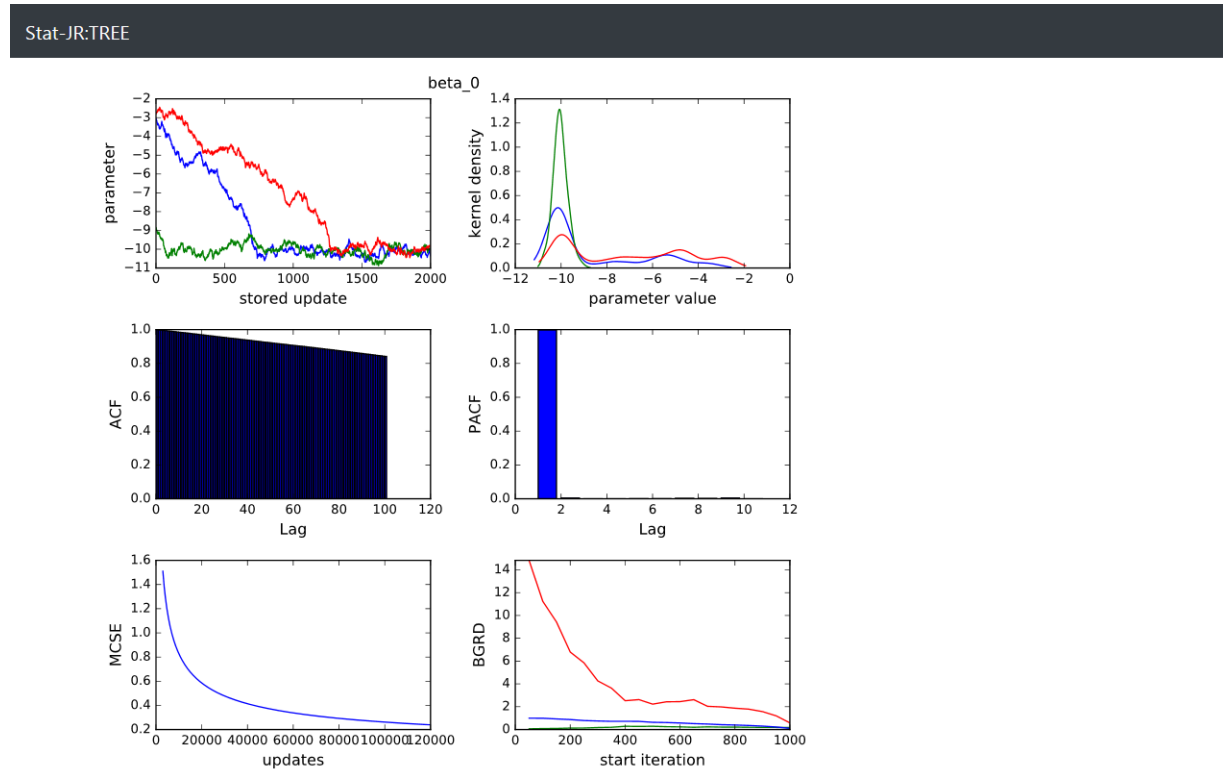 Stat-JR:TREE
beta_0
−2
−3
−4
−5
−6
−7
−8
−9
−10
−11
parameter
0 500 1000 1500 2000
stored update
1.4
1.2
1.0
0.8
0.6
0.4
0.2
0.0
kernel density
−12 −10 −8 −6 −4 −2 0
parameter value
1.0
0.8
0.6
0.4
0.2
0.0
ACF
0 20 40 60 80 100 120
Lag
1.0
0.8
0.6
0.4
0.2
0.0
PACF
0 2 4 6 8 10 12
Lag
1.6
1.4
1.2
1.0
0.8
0.6
0.4
0.2
MCSE
0 20000 40000 60000 80000 100000 120000
updates
14
12
10
8
6
4
2
0
BGRD
0 200 400 600 800 1000
start iteration